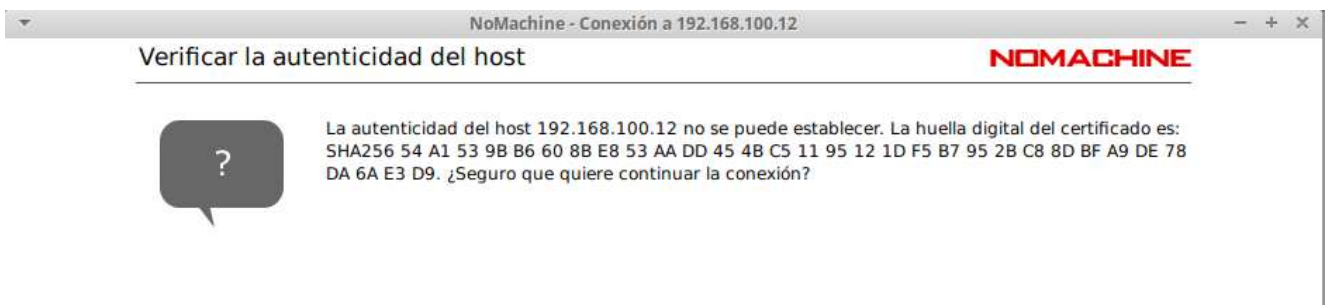 NoMachine - Conexión a 192.168.100.12
Verificar la autenticidad del host
NOMACHINE
?
La autenticidad del host 192.168.100.12 no se puede establecer. La huella digital del certificado es:
SHA256 54 A1 53 9B B6 60 8B E8 53 AA DD 45 4B C5 11 95 12 1D F5 B7 95 2B C8 8D BF A9 DE 78
DA 6A E3 D9. ¿Seguro que quiere continuar la conexión?